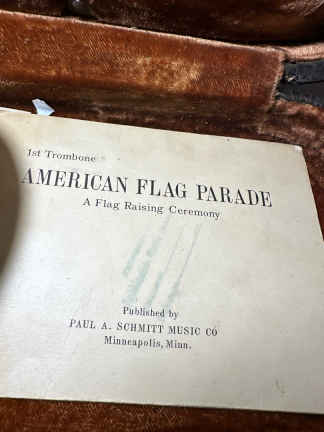 1st Trombone
AMERICAN FLAG PARADE
A Flag Raising Ceremony
Published by
PAUL A. SCHMITT MUSIC CO
Minneapolis, Minn.